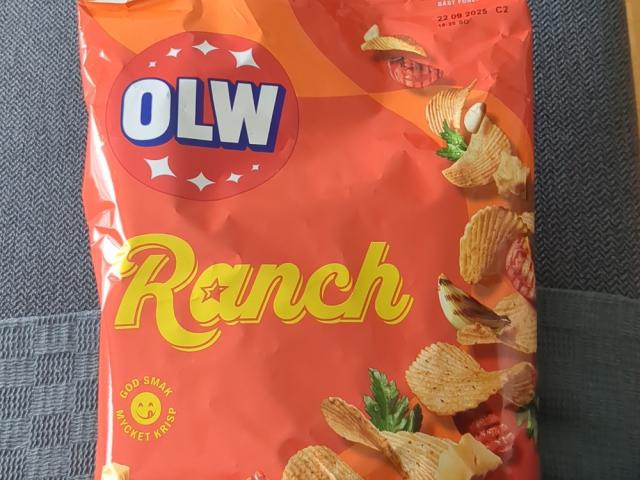 BÄST FÖRE
22 09 2025 C2
OLW
Ranch
GOD SMAK
MYCKET KRISP